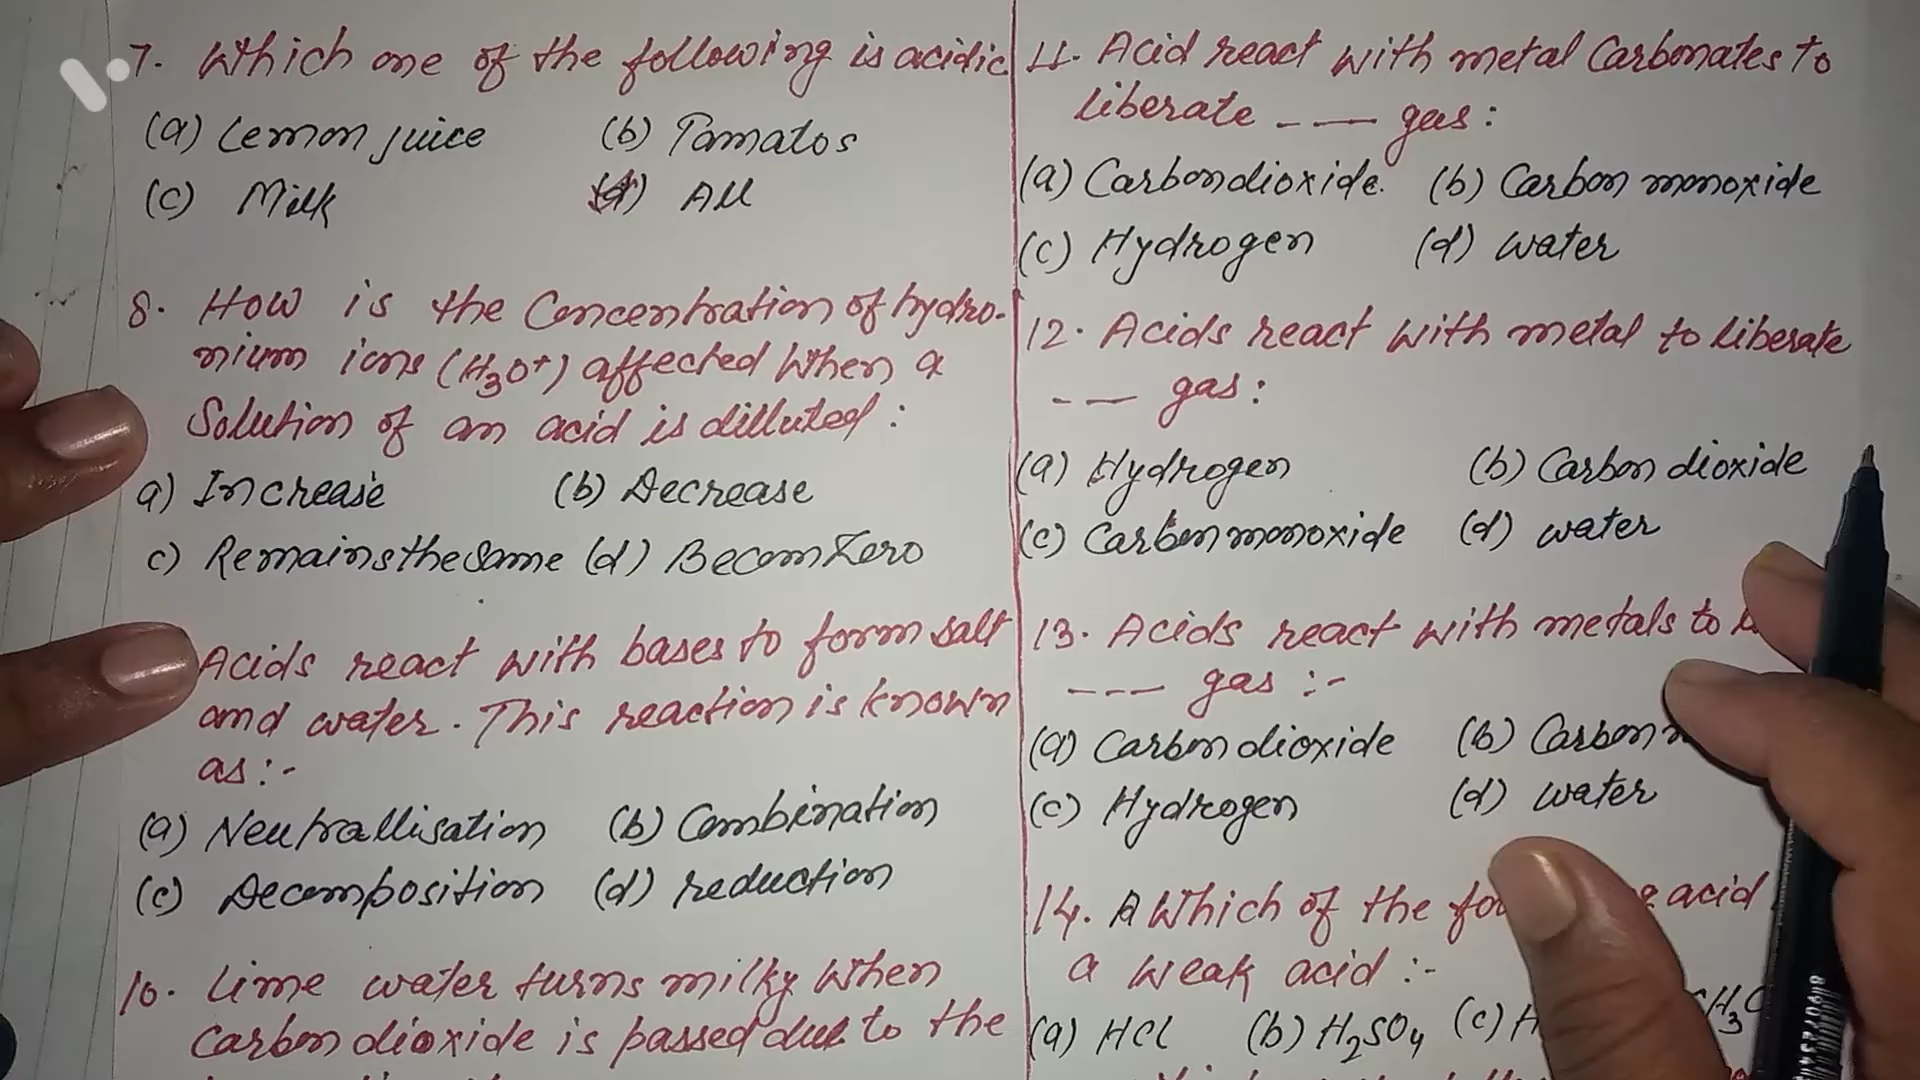 7. Which one of the following is acidic
(a) Lemon juice (b) Tamatos
(c) Milk (d) All
8. How is the Concentration of hydro-
nium ions (H3O+) affected when a
Solution of an acid is dilluted :
a) Increase (b) Decrease
c) Remains the Same (d) Becom Zero
Acids react with bases to form salt
and water. This reaction is known
as :-
(a) Neutrallisation (b) Combination
(c) Decomposition (d) reduction
10. Lime water turns milky when
Carbon dioxide is passed due to the
11. Acid react with metal Carbonates to
liberate --- gas :
(a) Carbondioxide. (b) Carbon monoxide
(c) Hydrogen (d) water
12. Acids react with metal to liberate
--- gas :
(a) Hydrogen (b) Carbon dioxide
(c) Carbon monoxide (d) water
13. Acids react with metals to
--- gas :-
(a) Carbon dioxide (b) Carbon
(c) Hydrogen (d) water
14. A Which of the acid
a weak acid :-
(a) HCl (b) H2SO4 (c)